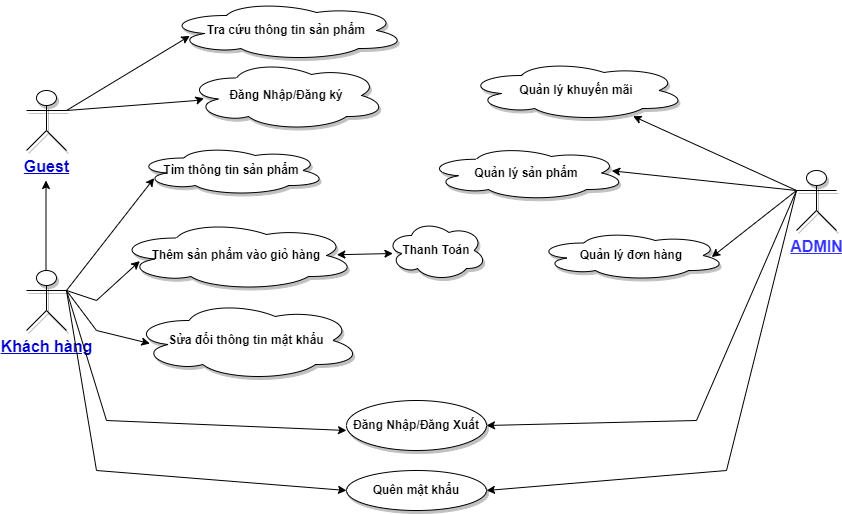 Tra cứu thông tin sản phẩm
Đăng Nhập/Đăng ký
Quản lý khuyến mãi
Guest
Tìm thông tin sản phẩm
Quản lý sản phẩm
ADMIN
Thêm sản phẩm vào giỏ hàng
Thanh Toán
Quản lý đơn hàng
Khách hàng
Sửa đổi thông tin mật khẩu
Đăng Nhập/Đăng Xuất
Quên mật khẩu